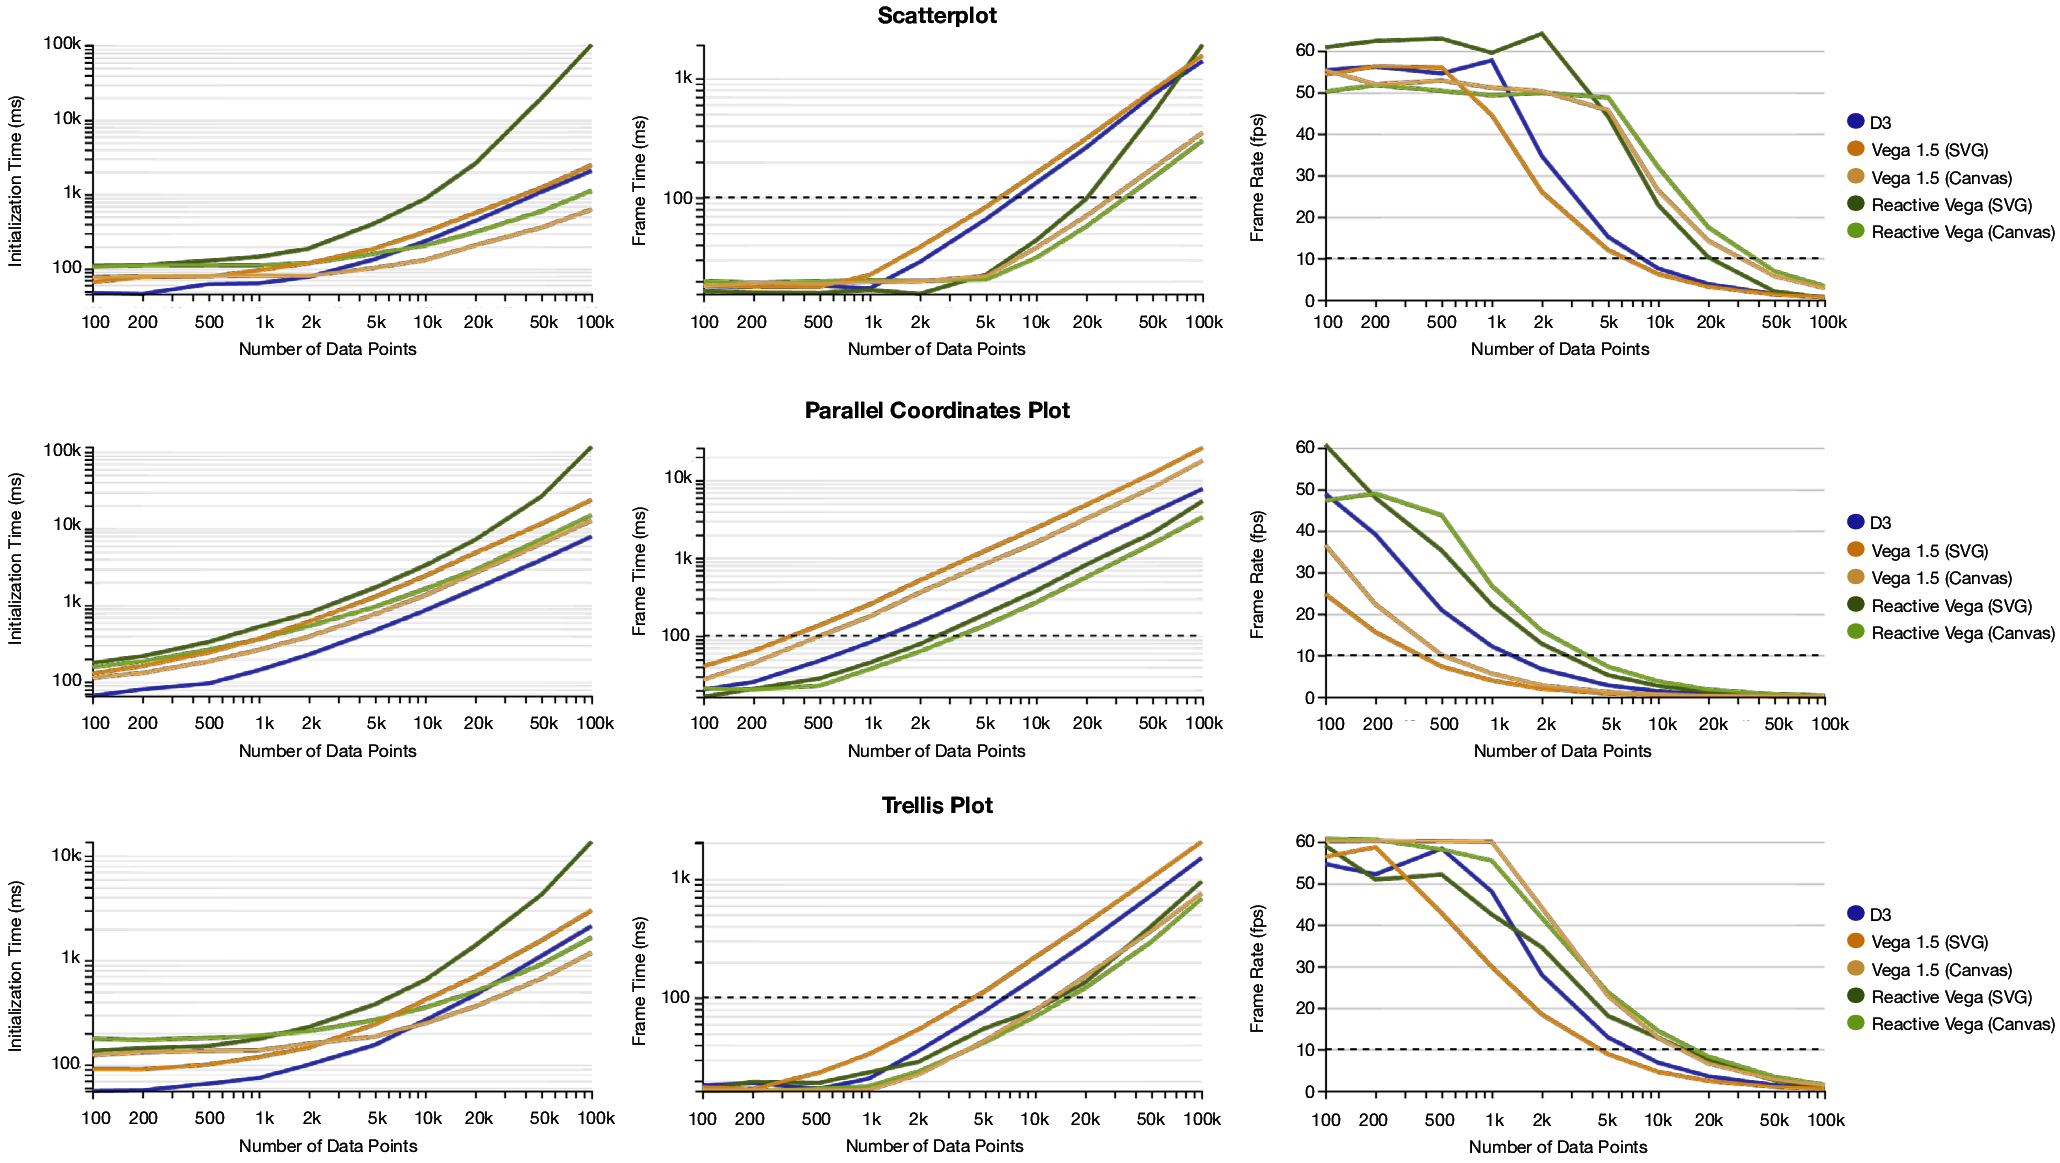 Scatterplot
Initialization Time (ms)
100k
10k
1k
100
100 200 500 1k 2k 5k 10k 20k 50k 100k
Number of Data Points
Frame Time (ms)
1k
100
100 200 500 1k 2k 5k 10k 20k 50k 100k
Number of Data Points
Frame Rate (fps)
60
50
40
30
20
10
0
100 200 500 1k 2k 5k 10k 20k 50k 100k
Number of Data Points
D3
Vega 1.5 (SVG)
Vega 1.5 (Canvas)
Reactive Vega (SVG)
Reactive Vega (Canvas)
Parallel Coordinates Plot
Initialization Time (ms)
100k
10k
1k
100
100 200 500 1k 2k 5k 10k 20k 50k 100k
Number of Data Points
Frame Time (ms)
10k
1k
100
100 200 500 1k 2k 5k 10k 20k 50k 100k
Number of Data Points
Frame Rate (fps)
60
50
40
30
20
10
0
100 200 500 1k 2k 5k 10k 20k 50k 100k
Number of Data Points
D3
Vega 1.5 (SVG)
Vega 1.5 (Canvas)
Reactive Vega (SVG)
Reactive Vega (Canvas)
Trellis Plot
Initialization Time (ms)
10k
1k
100
100 200 500 1k 2k 5k 10k 20k 50k 100k
Number of Data Points
Frame Time (ms)
1k
100
100 200 500 1k 2k 5k 10k 20k 50k 100k
Number of Data Points
Frame Rate (fps)
60
50
40
30
20
10
0
100 200 500 1k 2k 5k 10k 20k 50k 100k
Number of Data Points
D3
Vega 1.5 (SVG)
Vega 1.5 (Canvas)
Reactive Vega (SVG)
Reactive Vega (Canvas)